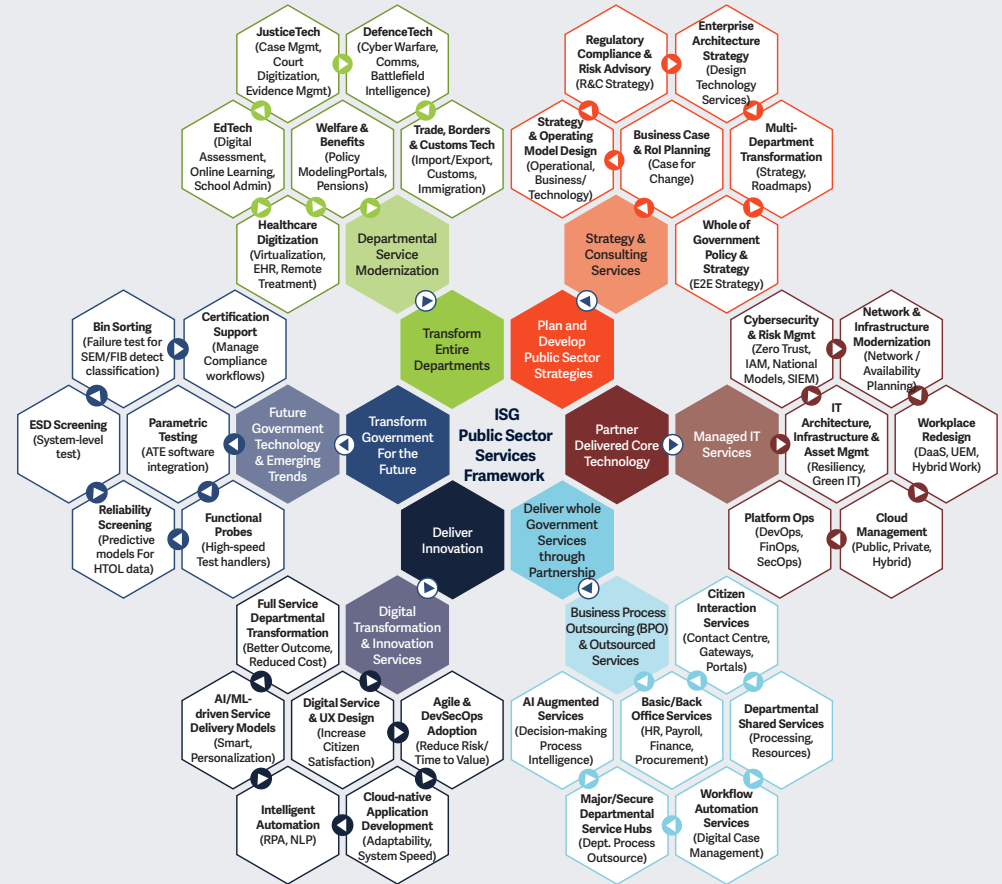 JusticeTech
(Case Mgmt,
Court
Digitization,
Evidence Mgmt)
DefenceTech
(Cyber Warfare,
Comms,
Battlefield
Intelligence)
EdTech
(Digital
Assessment,
Online Learning,
School Admin)
Welfare &
Benefits
(Policy
ModelingPortals,
Pensions)
Trade, Borders
& Customs Tech
(Import/Export,
Customs,
Immigration)
Healthcare
Digitization
(Virtualization,
EHR, Remote
Treatment)
Departmental
Service
Modernization
Transform
Entire
Departments
Regulatory
Compliance &
Risk Advisory
(R&C Strategy)
Enterprise
Architecture
Strategy
(Design
Technology
Services)
Strategy
& Operating
Model Design
(Operational,
Business/
Technology)
Business Case
& RoI Planning
(Case for
Change)
Multi-
Department
Transformation
(Strategy,
Roadmaps)
Strategy &
Consulting
Services
Whole of
Government
Policy &
Strategy
(E2E Strategy)
Plan and
Develop
Public Sector
Strategies
Bin Sorting
(Failure test for
SEM/FIB detect
classification)
Certification
Support
(Manage
Compliance
workflows)
ESD Screening
(System-level
test)
Parametric
Testing
(ATE software
integration)
Future
Government
Technology
& Emerging
Trends
Transform
Government
For the
Future
Reliability
Screening
(Predictive
models For
HTOL data)
Functional
Probes
(High-speed
Test handlers)
ISG
Public Sector
Services
Framework
Partner
Delivered Core
Technology
Managed IT
Services
Cybersecurity
& Risk Mgmt
(Zero Trust,
IAM, National
Models, SIEM)
Network &
Infrastructure
Modernization
(Network /
Availability
Planning)
IT
Architecture,
Infrastructure &
Asset Mgmt
(Resiliency,
Green IT)
Workplace
Redesign
(DaaS, UEM,
Hybrid Work)
Platform Ops
(DevOps,
FinOps,
SecOps)
Cloud
Management
(Public, Private,
Hybrid)
Deliver
Innovation
Deliver whole
Government
Services
through
Partnership
Full Service
Departmental
Transformation
(Better Outcome,
Reduced Cost)
Digital
Transformation
& Innovation
Services
AI/ML-
driven Service
Delivery Models
(Smart,
Personalization)
Digital Service
& UX Design
(Increase
Citizen
Satisfaction)
Agile &
DevSecOps
Adoption
(Reduce Risk/
Time to Value)
Intelligent
Automation
(RPA, NLP)
Cloud-native
Application
Development
(Adaptability,
System Speed)
Business Process
Outsourcing (BPO)
& Outsourced
Services
Citizen
Interaction
Services
(Contact Centre,
Gateways,
Portals)
AI Augmented
Services
(Decision-making
Process
Intelligence)
Basic/Back
Office Services
(HR, Payroll,
Finance,
Procurement)
Departmental
Shared Services
(Processing,
Resources)
Major/Secure
Departmental
Service Hubs
(Dept. Process
Outsource)
Workflow
Automation
Services
(Digital Case
Management)